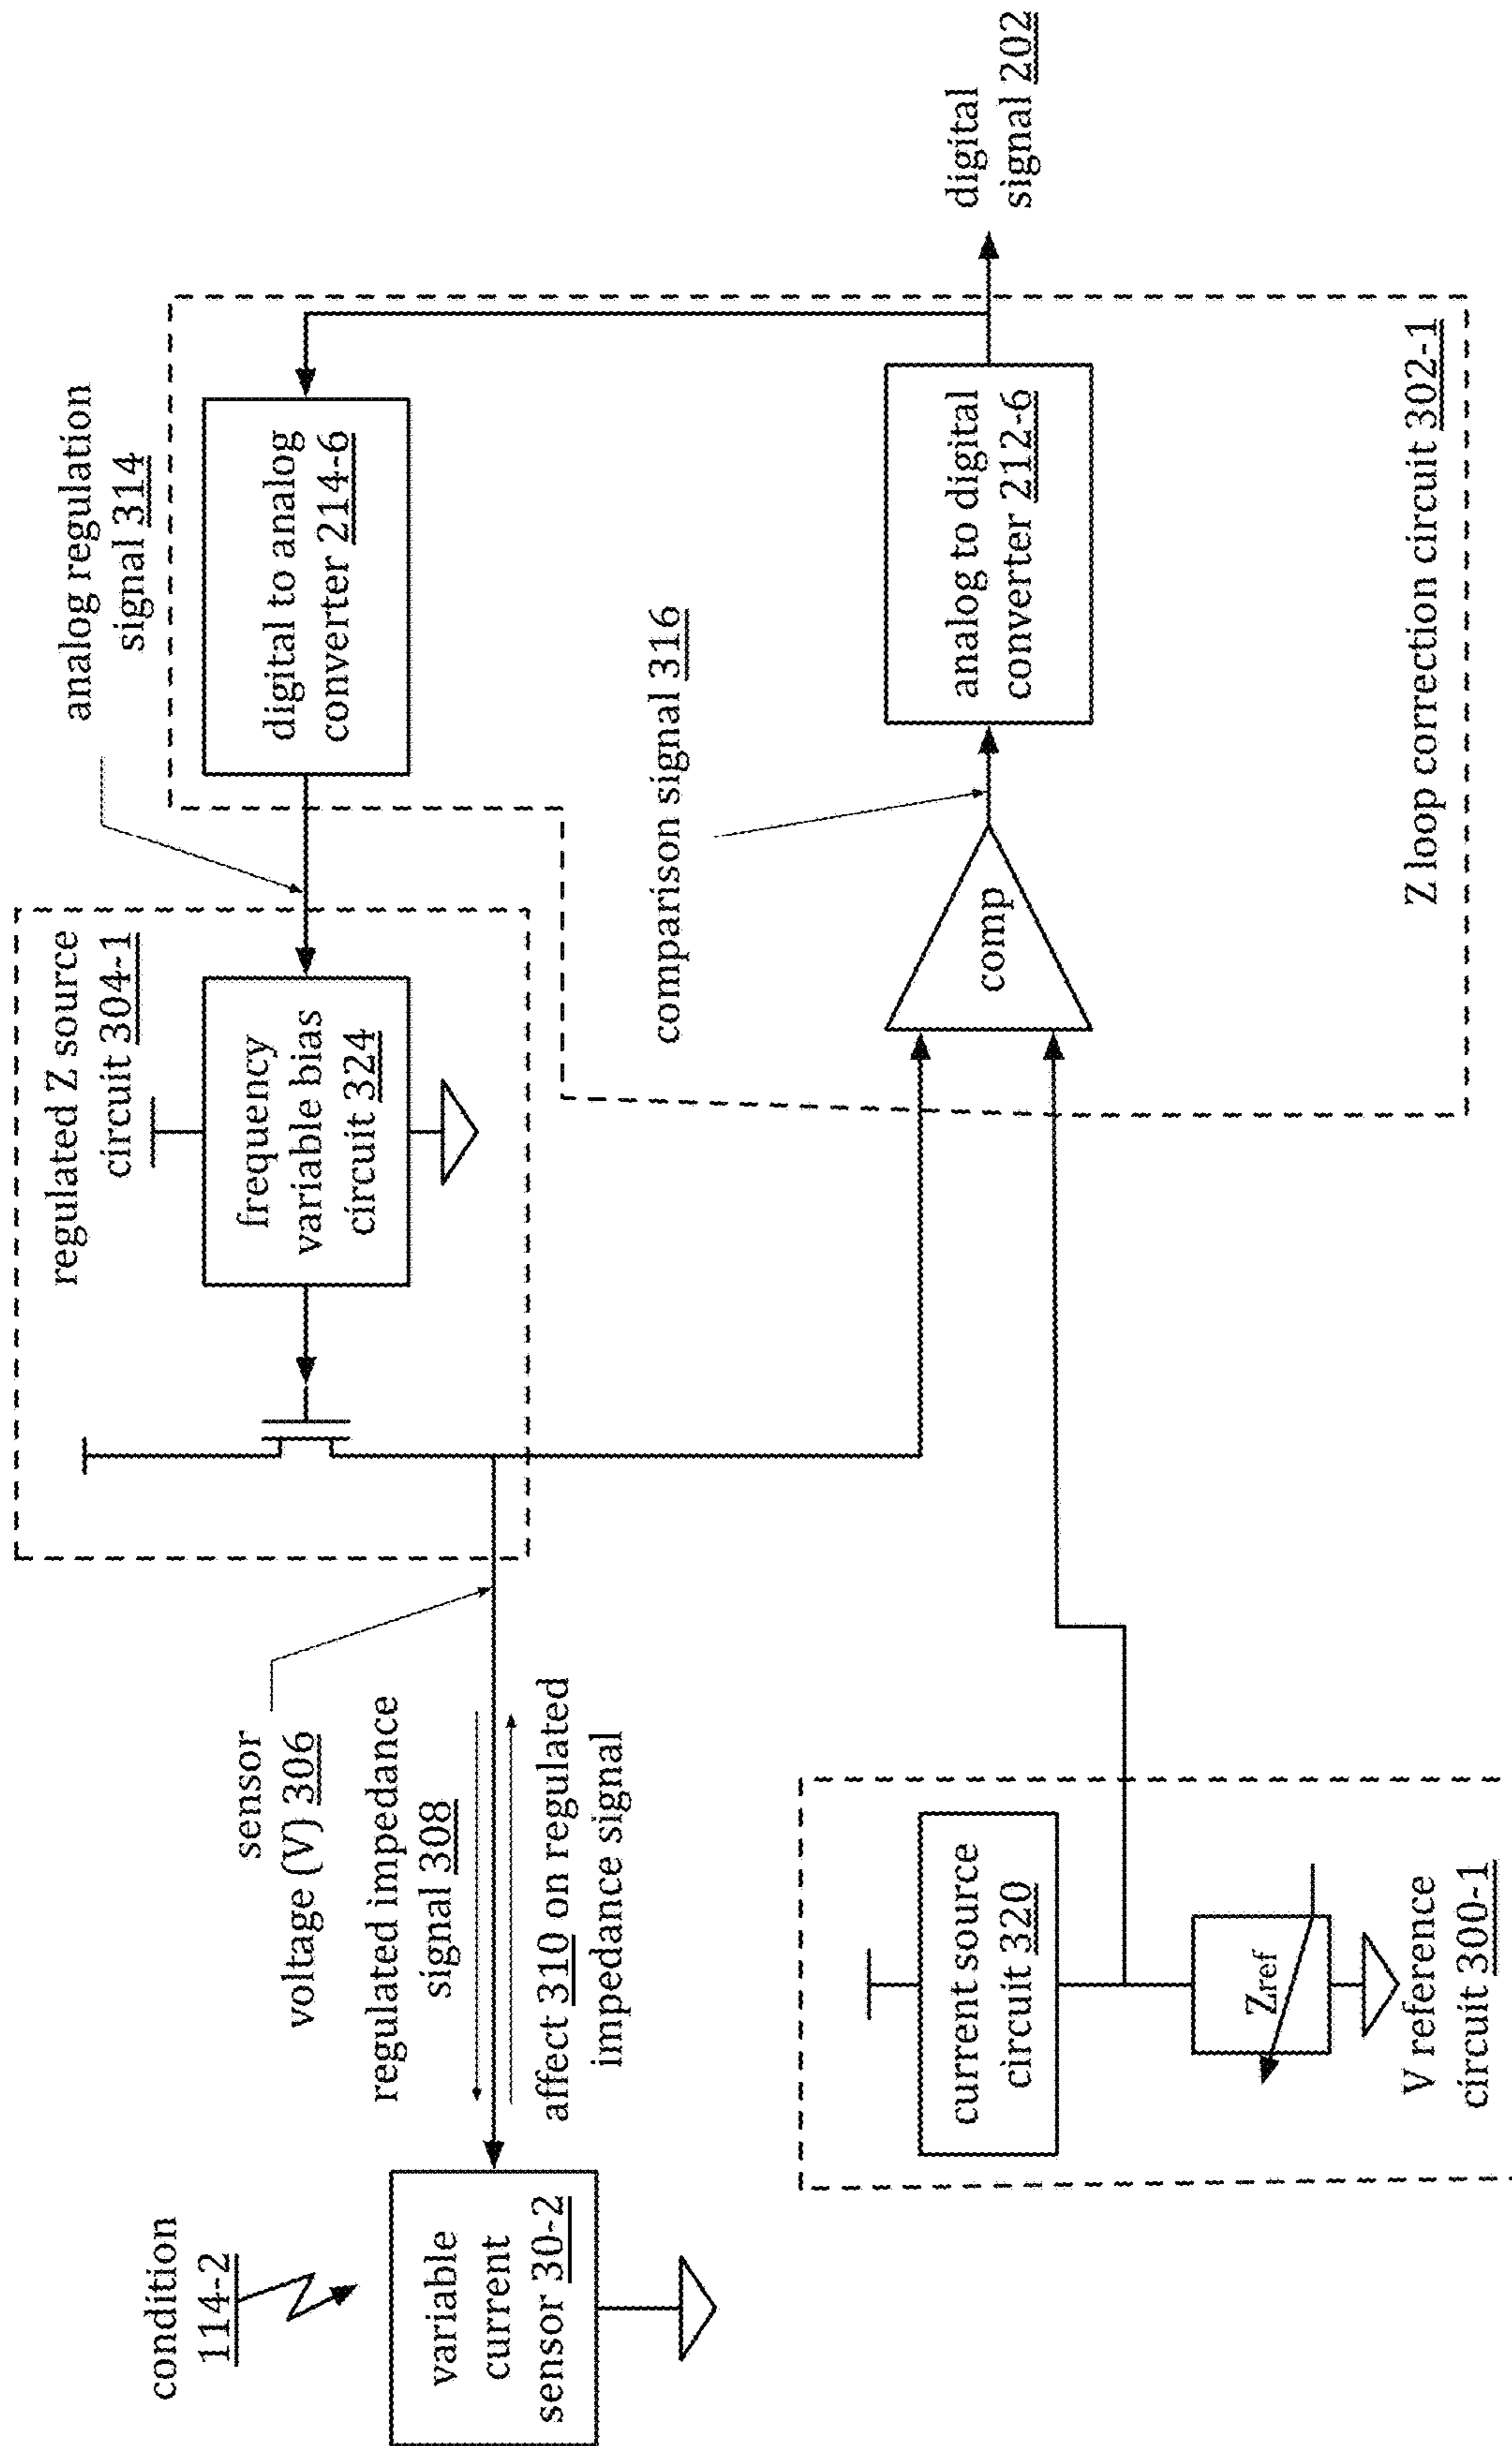 condition
114-2
variable
current
sensor 30-2
sensor
voltage (V) 306
regulated impedance
signal 308
affect 310 on regulated
impedance signal
regulated Z source
circuit 304-1
frequency
variable bias
circuit 324
analog regulation
signal 314
digital to analog
converter 214-6
comparison signal 316
comp
analog to digital
converter 212-6
digital
signal 202
Z loop correction circuit 302-1
current source
circuit 320
Zref
V reference
circuit 300-1